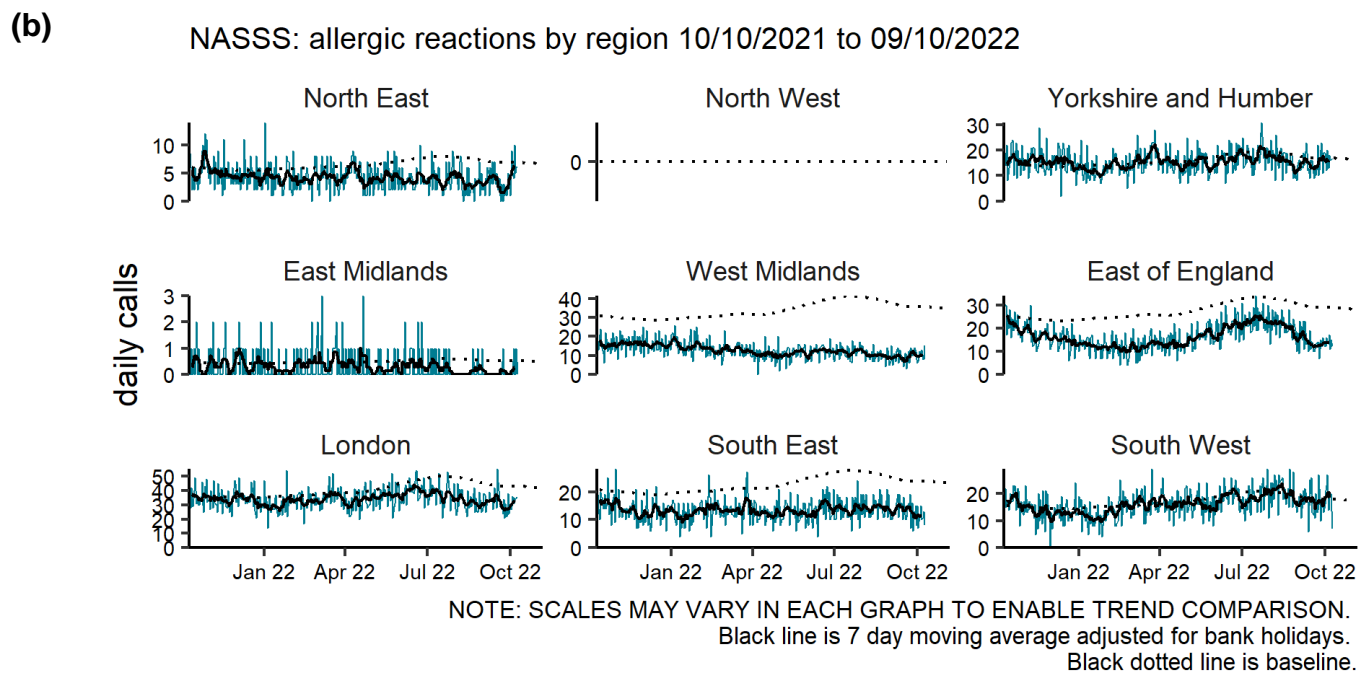 (b)
NASSS: allergic reactions by region 10/10/2021 to 09/10/2022
North East
North West
Yorkshire and Humber
10
5
0
0
30
20
10
0
East Midlands
West Midlands
East of England
3
2
1
0
40
30
20
10
0
30
20
10
0
daily calls
London
South East
South West
50
40
30
20
10
0
20
10
0
20
10
0
Jan 22 Apr 22 Jul 22 Oct 22
Jan 22 Apr 22 Jul 22 Oct 22
Jan 22 Apr 22 Jul 22 Oct 22
NOTE: SCALES MAY VARY IN EACH GRAPH TO ENABLE TREND COMPARISON.
Black line is 7 day moving average adjusted for bank holidays.
Black dotted line is baseline.